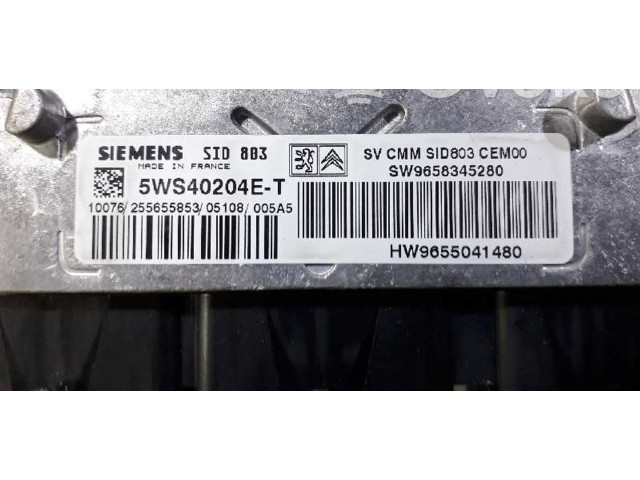 SIEMENS SID 803
MADE IN FRANCE
5WS40204E-T
10076/255655853/05108/005A5
SV CMM SID803 CEM00
SW9658345280
HW9655041480